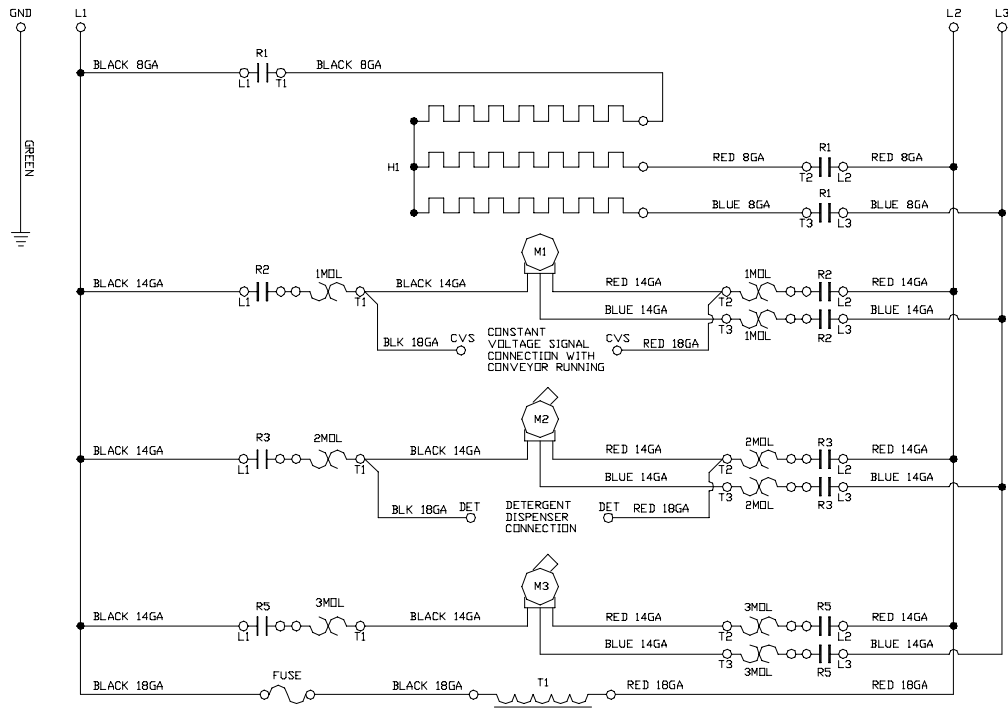 GND L1 L2 L3
R1
BLACK 8GA BLACK 8GA
L1 T1
GREEN
R1
RED 8GA RED 8GA
H1
T2 L2
R1
BLUE 8GA BLUE 8GA
T3 L3
M1
R2 1MOL 1MOL R2
BLACK 14GA BLACK 14GA RED 14GA RED 14GA
L1 T1 T2 L2
BLUE 14GA BLUE 14GA
T3 1MOL R2 L3
BLK 18GA CVS CONSTANT CVS RED 18GA
VOLTAGE SIGNAL
CONNECTION WITH
CONVEYOR RUNNING
M2
R3 2MOL 2MOL R3
BLACK 14GA BLACK 14GA RED 14GA RED 14GA
L1 T1 T2 L2
BLUE 14GA BLUE 14GA
T3 2MOL R3 L3
BLK 18GA DET DETERGENT DET RED 18GA
DISPENSER
CONNECTION
M3
R5 3MOL 3MOL R5
BLACK 14GA BLACK 14GA RED 14GA RED 14GA
L1 T1 T2 L2
BLUE 14GA BLUE 14GA
T3 3MOL R5 L3
FUSE
BLACK 18GA BLACK 18GA T1 RED 18GA RED 18GA